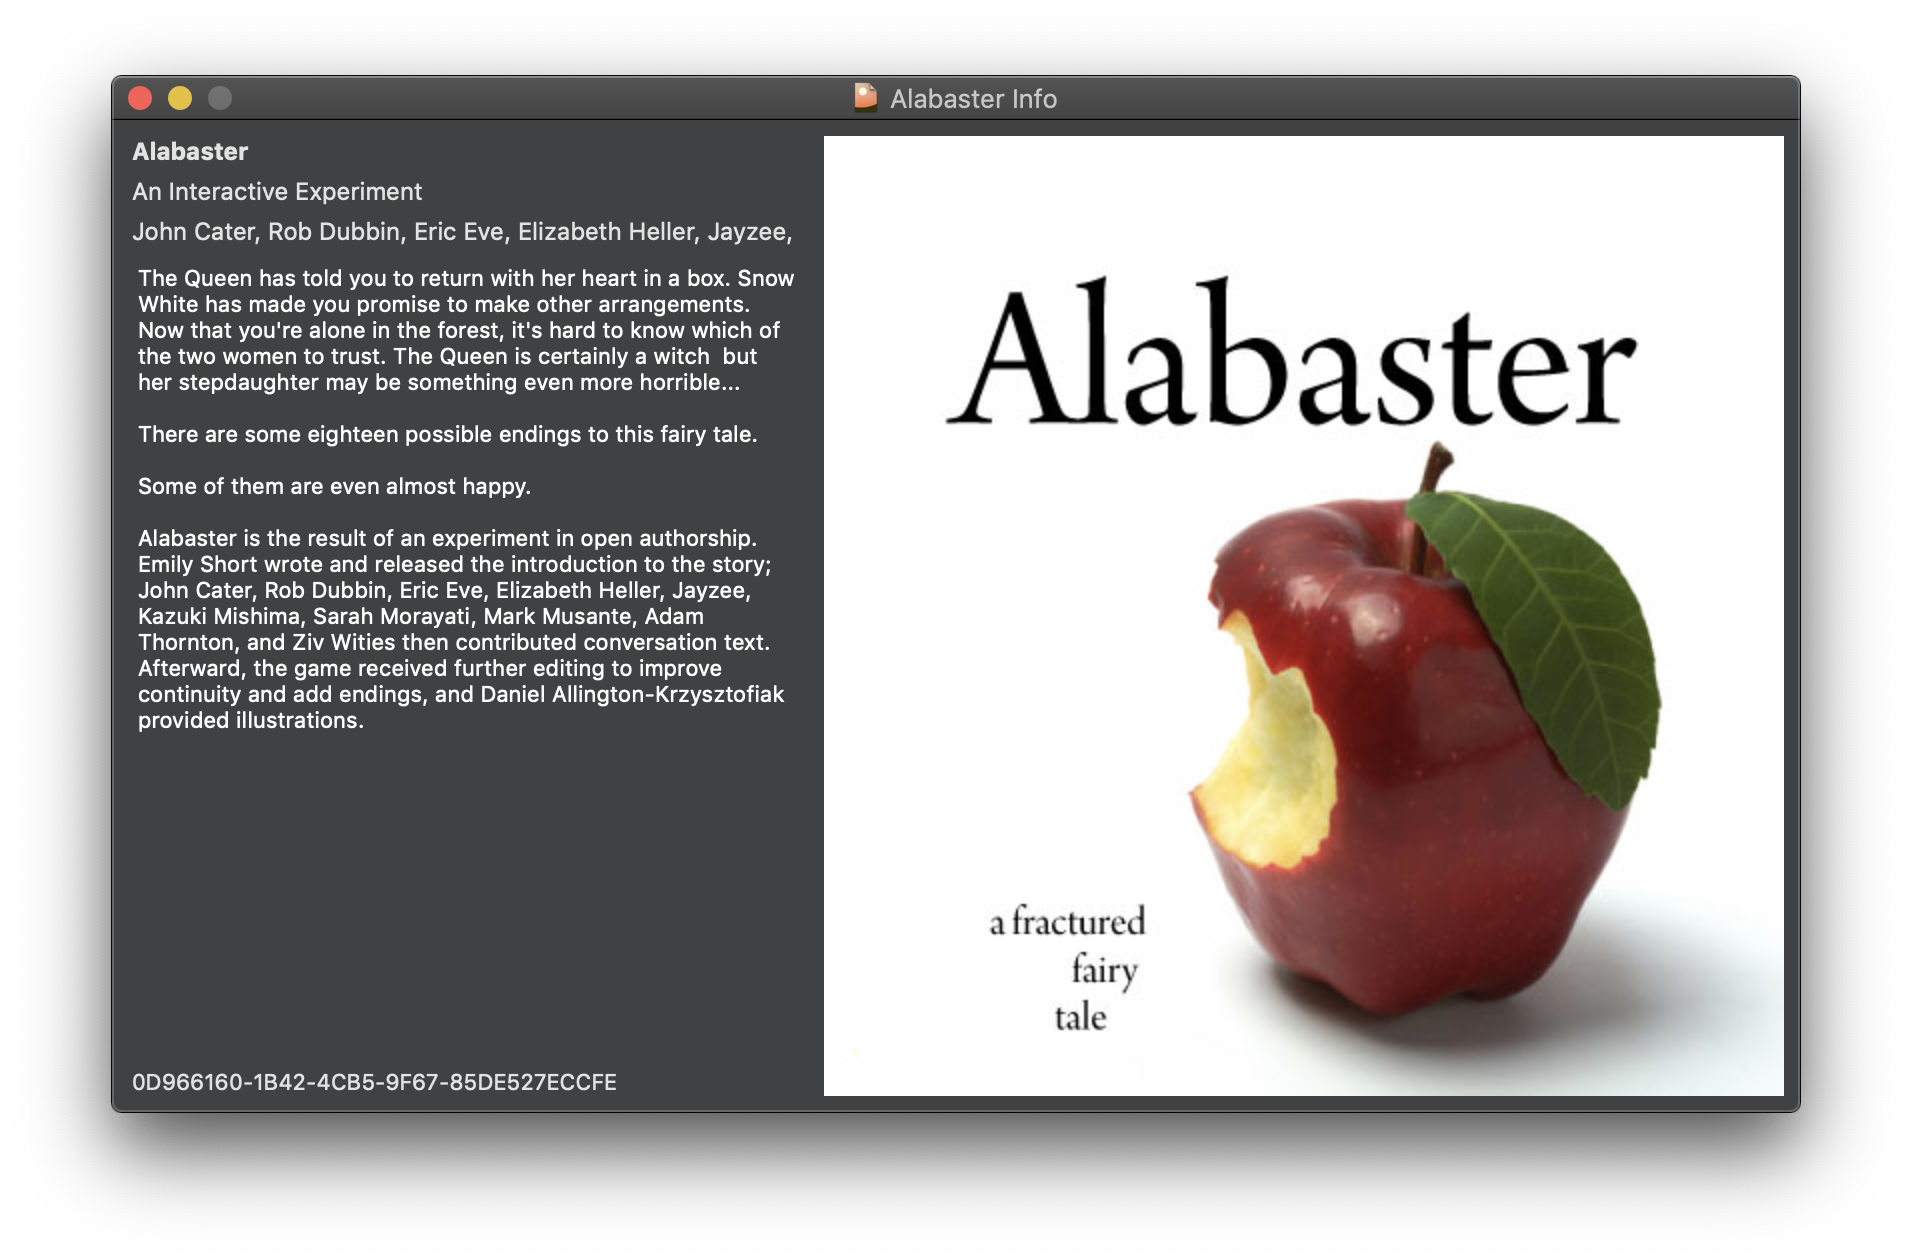 Alabaster Info
Alabaster
An Interactive Experiment
John Cater, Rob Dubbin, Eric Eve, Elizabeth Heller, Jayzee,
The Queen has told you to return with her heart in a box. Snow
White has made you promise to make other arrangements.
Now that you're alone in the forest, it's hard to know which of
the two women to trust. The Queen is certainly a witch  but
her stepdaughter may be something even more horrible...
There are some eighteen possible endings to this fairy tale.
Some of them are even almost happy.
Alabaster is the result of an experiment in open authorship.
Emily Short wrote and released the introduction to the story;
John Cater, Rob Dubbin, Eric Eve, Elizabeth Heller, Jayzee,
Kazuki Mishima, Sarah Morayati, Mark Musante, Adam
Thornton, and Ziv Wities then contributed conversation text.
Afterward, the game received further editing to improve
continuity and add endings, and Daniel Allington-Krzysztofiak
provided illustrations.
0D966160-1B42-4CB5-9F67-85DE527ECCFE
Alabaster
a fractured
fairy
tale